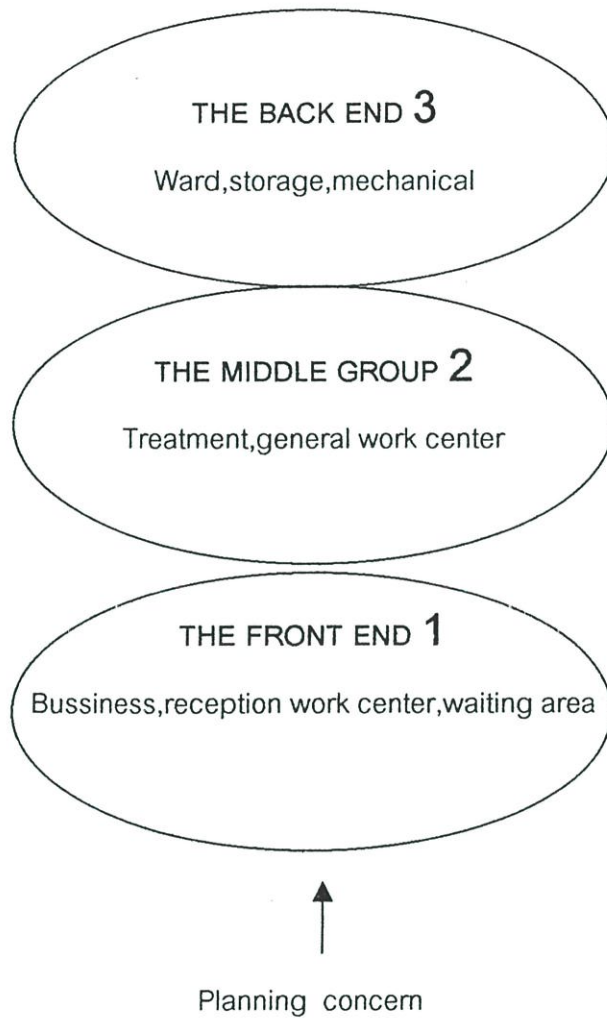 THE BACK END 3
Ward,storage,mechanical
THE MIDDLE GROUP 2
Treatment,general work center
THE FRONT END 1
Bussiness,reception work center,waiting area
Planning concern